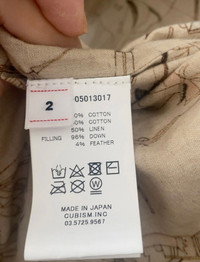 2
05013017
0% COTTON
0% COTTON
50% LINEN
FILLING 96% DOWN
4% FEATHER
MADE IN JAPAN
CUBISM.INC
03.5725.9567